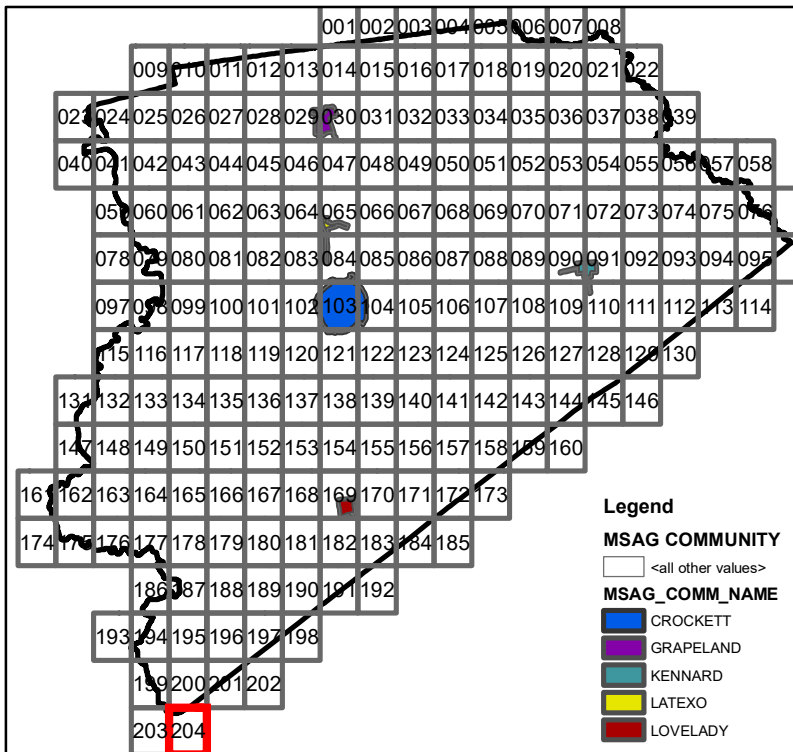 001 002 003 004 005 006 007 008
009 010 011 012 013 014 015 016 017 018 019 020 021 022
023 024 025 026 027 028 029 030 031 032 033 034 035 036 037 038 039
040 041 042 043 044 045 046 047 048 049 050 051 052 053 054 055 056 057 058
059 060 061 062 063 064 065 066 067 068 069 070 071 072 073 074 075 076
078 079 080 081 082 083 084 085 086 087 088 089 090 091 092 093 094 095
097 098 099 100 101 102 103 104 105 106 107 108 109 110 111 112 113 114
115 116 117 118 119 120 121 122 123 124 125 126 127 128 129 130
131 132 133 134 135 136 137 138 139 140 141 142 143 144 145 146
147 148 149 150 151 152 153 154 155 156 157 158 159 160
161 162 163 164 165 166 167 168 169 170 171 172 173
174 175 176 177 178 179 180 181 182 183 184 185
186 187 188 189 190 191 192
193 194 195 196 197 198
199 200 201 202
203 204
Legend
MSAG COMMUNITY
<all other values>
MSAG_COMM_NAME
CROCKETT
GRAPELAND
KENNARD
LATEXO
LOVELADY